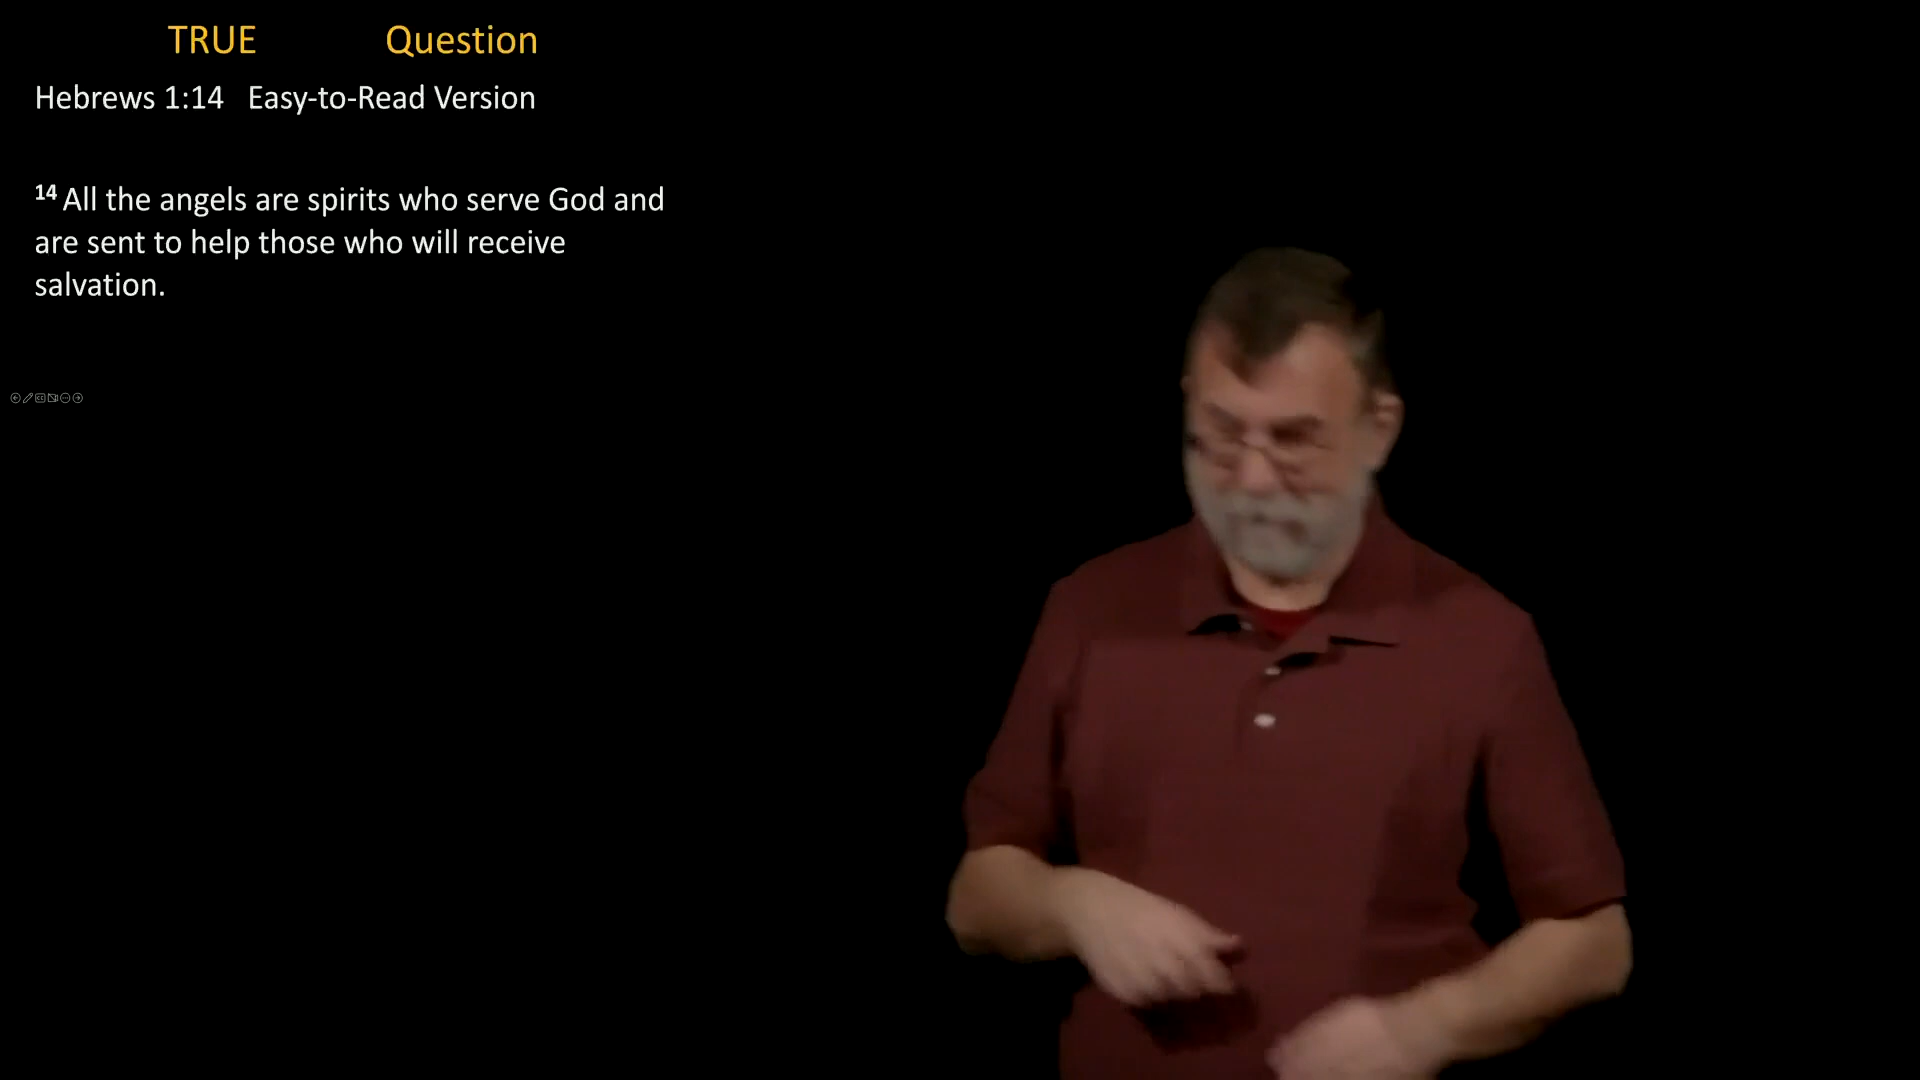 TRUE Question
Hebrews 1:14 Easy-to-Read Version
14 All the angels are spirits who serve God and
are sent to help those who will receive
salvation.